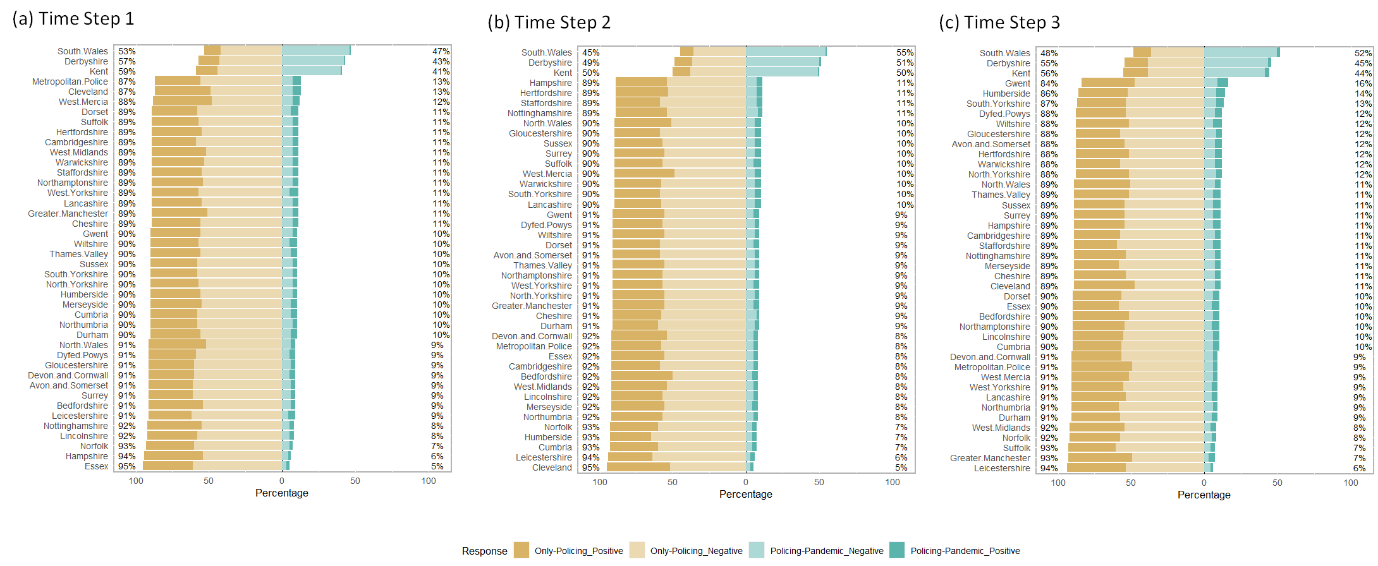 (a) Time Step 1
South.Wales 53% 47%
Derbyshire 57% 43%
Kent 59% 41%
Metropolitan.Police 87% 13%
Cleveland 87% 13%
West.Mercia 88% 12%
Dorset 89% 11%
Suffolk 89% 11%
Hertfordshire 89% 11%
Cambridgeshire 89% 11%
West Midlands 89% 11%
Warwickshire 89% 11%
Staffordshire 89% 11%
Northamptonshire 89% 11%
West.Yorkshire 89% 11%
Lancashire 89% 11%
Greater.Manchester 89% 11%
Cheshire 89% 11%
Gwent 90% 10%
Wiltshire 90% 10%
Thames.Valley 90% 10%
Sussex 90% 10%
South Yorkshire 90% 10%
North Yorkshire 90% 10%
Humberside 90% 10%
Merseyside 90% 10%
Cumbria 90% 10%
Northumbria 90% 10%
Durham 90% 10%
North.Wales 91% 9%
Dyfed.Powys 91% 9%
Gloucestershire 91% 9%
Devon.and.Cornwall 91% 9%
Avon.and.Somerset 91% 9%
Surrey 91% 9%
Bedfordshire 91% 9%
Leicestershire 91% 9%
Nottinghamshire 92% 8%
Lincolnshire 92% 8%
Norfolk 93% 7%
Hampshire 94% 6%
Essex 95% 5%
100 50 0 50 100
Percentage
(b) Time Step 2
South.Wales 45% 55%
Derbyshire 49% 51%
Kent 50% 50%
Hampshire 89% 11%
Hertfordshire 89% 11%
Staffordshire 89% 11%
Nottinghamshire 89% 11%
North.Wales 90% 10%
Gloucestershire 90% 10%
Sussex 90% 10%
Surrey 90% 10%
Suffolk 90% 10%
West.Mercia 90% 10%
Warwickshire 90% 10%
South.Yorkshire 90% 10%
Lancashire 90% 10%
Gwent 91% 9%
Dyfed.Powys 91% 9%
Wiltshire 91% 9%
Dorset 91% 9%
Avon.and.Somerset 91% 9%
Thames.Valley 91% 9%
Northamptonshire 91% 9%
West.Yorkshire 91% 9%
North.Yorkshire 91% 9%
Greater.Manchester 91% 9%
Cheshire 91% 9%
Durham 91% 9%
Devon.and.Cornwall 92% 8%
Metropolitan.Police 92% 8%
Essex 92% 8%
Cambridgeshire 92% 8%
Bedfordshire 92% 8%
West.Midlands 92% 8%
Lincolnshire 92% 8%
Merseyside 92% 8%
Northumbria 92% 8%
Norfolk 93% 7%
Humberside 93% 7%
Cumbria 93% 7%
Leicestershire 94% 6%
Cleveland 95% 5%
100 50 0 50 100
Percentage
(c) Time Step 3
South.Wales 48% 52%
Derbyshire 55% 45%
Kent 56% 44%
Gwent 84% 16%
Humberside 86% 14%
South.Yorkshire 87% 13%
Dyfed.Powys 88% 12%
Wiltshire 88% 12%
Gloucestershire 88% 12%
Avon.and.Somerset 88% 12%
Hertfordshire 88% 12%
Warwickshire 88% 12%
North.Yorkshire 88% 12%
North.Wales 89% 11%
Thames.Valley 89% 11%
Sussex 89% 11%
Surrey 89% 11%
Hampshire 89% 11%
Cambridgeshire 89% 11%
Staffordshire 89% 11%
Nottinghamshire 89% 11%
Merseyside 89% 11%
Cheshire 89% 11%
Cleveland 89% 11%
Dorset 90% 10%
Essex 90% 10%
Bedfordshire 90% 10%
Northamptonshire 90% 10%
Lincolnshire 90% 10%
Cumbria 90% 10%
Devon.and.Cornwall 91% 9%
Metropolitan.Police 91% 9%
West.Mercia 91% 9%
West.Yorkshire 91% 9%
Lancashire 91% 9%
Northumbria 91% 9%
Durham 91% 9%
West.Midlands 92% 8%
Norfolk 92% 8%
Suffolk 93% 7%
Greater.Manchester 93% 7%
Leicestershire 94% 6%
100 50 0 50 100
Percentage
Response Only-Policing_Positive Only-Policing_Negative Policing-Pandemic_Negative Policing-Pandemic_Positive